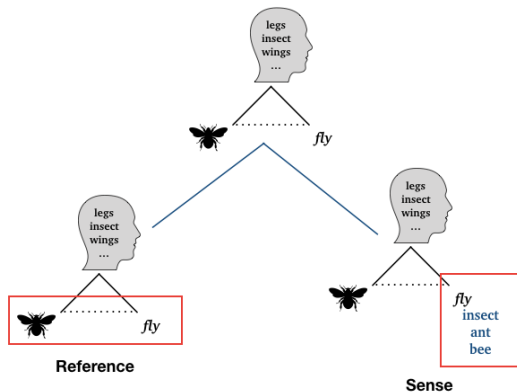 legs
insect
wings
...
fly
legs
insect
wings
...
fly
Reference
legs
insect
wings
...
fly
insect
ant
bee
Sense